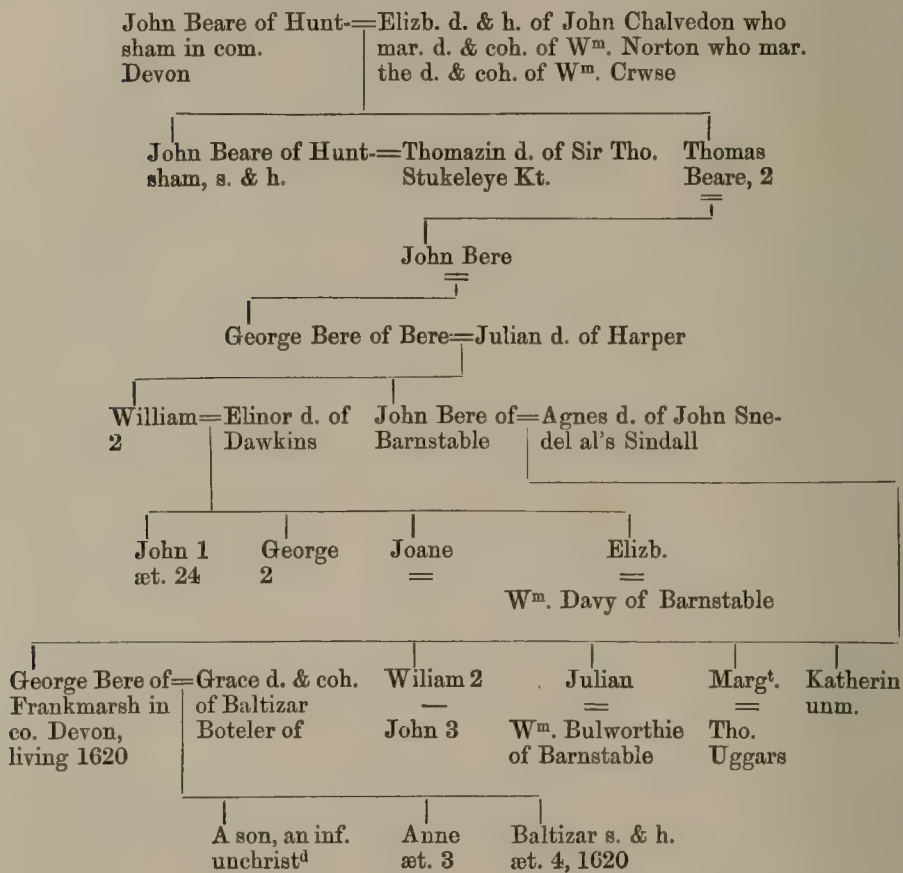 John Beare of Hunt-=Elizb. d. & h. of John Chalvedon who
sham in com. mar. d. & coh. of Wm. Norton who mar.
Devon the d. & coh. of Wm. Crwse
John Beare of Hunt-=Thomazin d. of Sir Tho. Thomas
sham, s. & h. Stukeleye Kt. Beare, 2
=
John Bere
=
George Bere of Bere=Julian d. of Harper
William=Elinor d. of John Bere of=Agnes d. of John Sne-
2 Dawkins Barnstable del al's Sindall
John 1 George Joane Elizb.
æt. 24 2 = =
Wm. Davy of Barnstable
George Bere of=Grace d. & coh. Wiliam 2 Julian Margt. Katherin
Frankmarsh in of Baltizar — = = unm.
co. Devon, Boteler of John 3 Wm. Bulworthie Tho.
living 1620 of Barnstable Uggars
A son, an inf. Anne Baltizar s. & h.
unchristd æt. 3 æt. 4, 1620